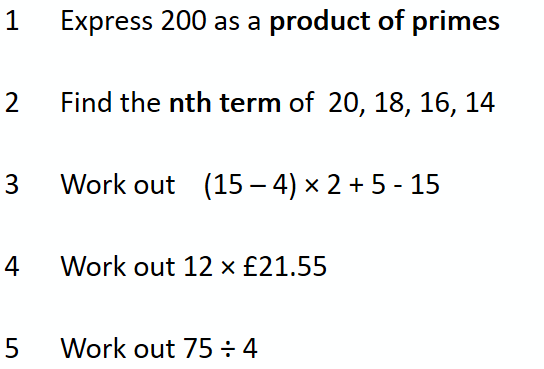 1 Express 200 as a product of primes
2 Find the nth term of 20, 18, 16, 14
3 Work out (15 – 4) × 2 + 5 - 15
4 Work out 12 × £21.55
5 Work out 75 ÷ 4